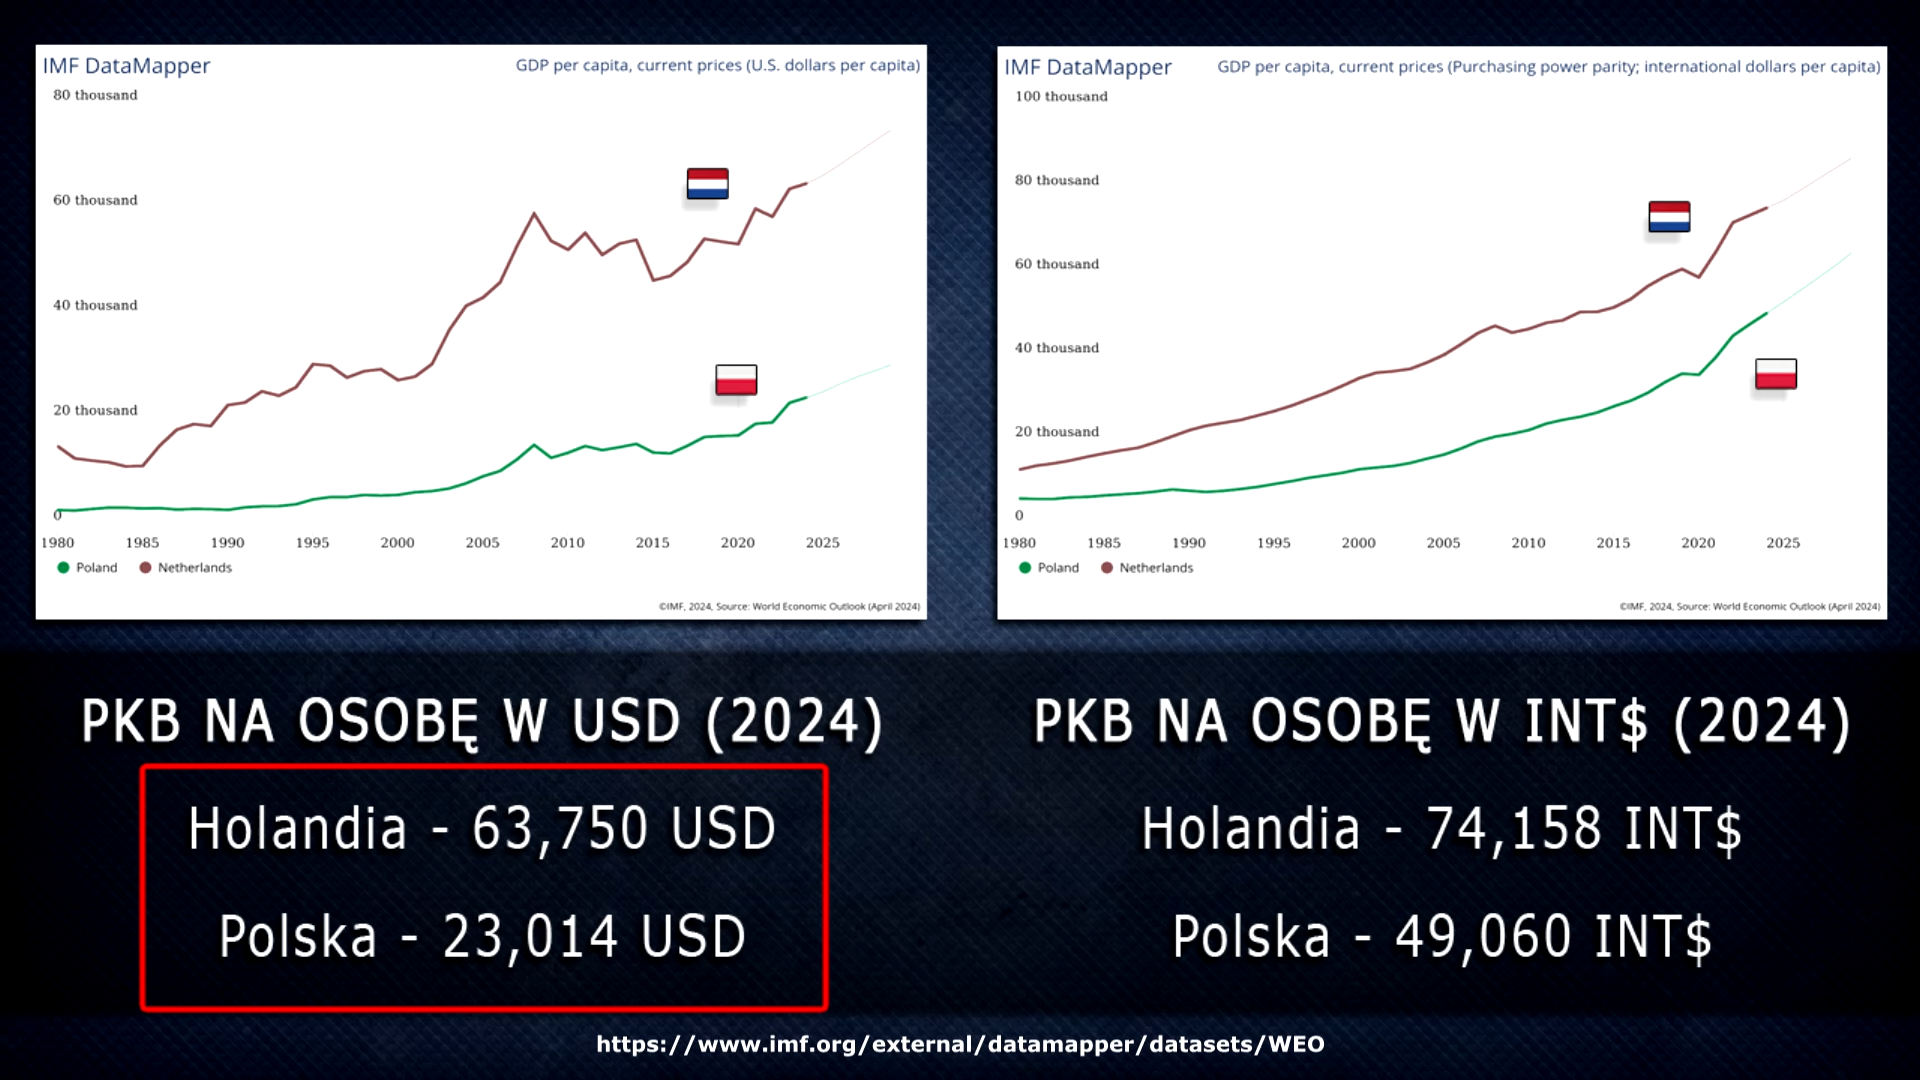 IMF DataMapper
GDP per capita, current prices (U.S. dollars per capita)
80 thousand
60 thousand
40 thousand
20 thousand
0
1980 1985 1990 1995 2000 2005 2010 2015 2020 2025
Poland Netherlands
©IMF, 2024, Source: World Economic Outlook (April 2024)
IMF DataMapper
GDP per capita, current prices (Purchasing power parity; international dollars per capita)
100 thousand
80 thousand
60 thousand
40 thousand
20 thousand
0
1980 1985 1990 1995 2000 2005 2010 2015 2020 2025
Poland Netherlands
©IMF, 2024, Source: World Economic Outlook (April 2024)
PKB NA OSOBĘ W USD (2024)
Holandia - 63,750 USD
Polska - 23,014 USD
PKB NA OSOBĘ W INT$ (2024)
Holandia - 74,158 INT$
Polska - 49,060 INT$
https://www.imf.org/external/datamapper/datasets/WEO